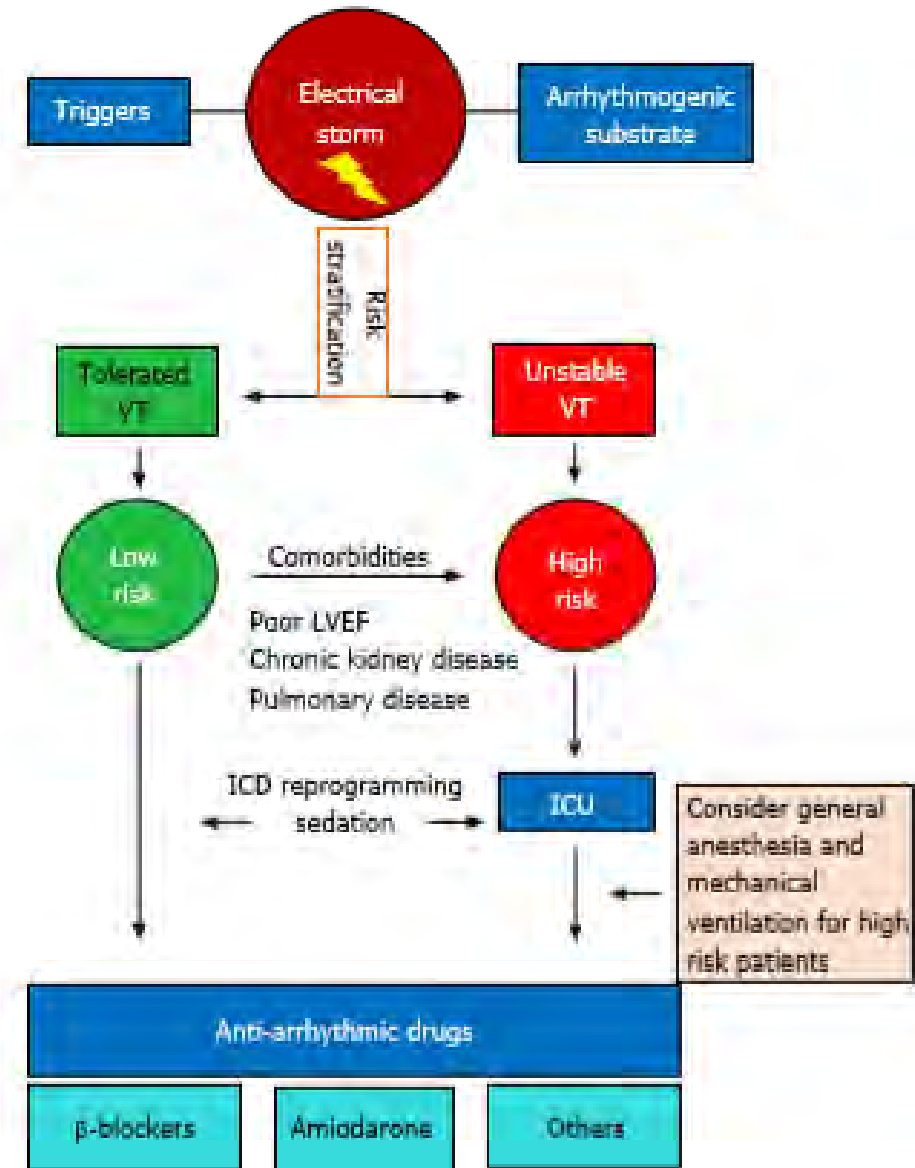 Triggers
Electrical
storm
Arrhythmogenic
substrate
Risk
stratification
Tolerated
VT
Unstable
VT
Low
risk
Comorbidities
High
risk
Poor LVEF
Chronic kidney disease
Pulmonary disease
ICD reprogramming
sedation
ICU
Consider general
anesthesia and
mechanical
ventilation for high
risk patients
Anti-arrhythmic drugs
β-blockers
Amiodarone
Others